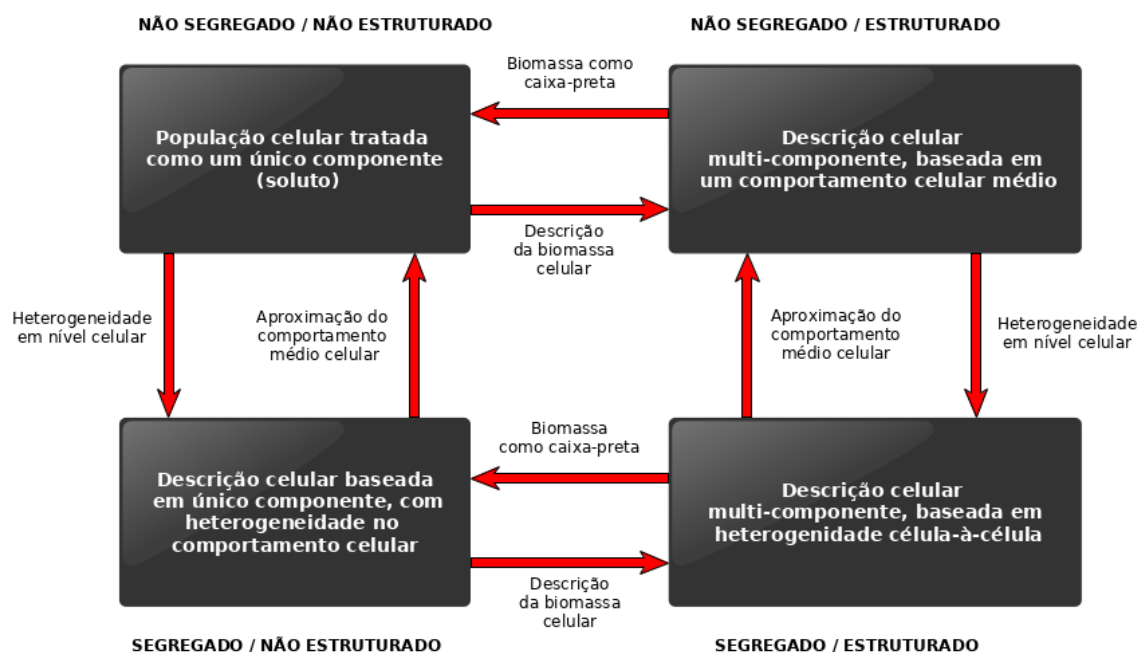 NÃO SEGREGADO / NÃO ESTRUTURADO
NÃO SEGREGADO / ESTRUTURADO
População celular tratada
como um único componente
(soluto)
Biomassa como
caixa-preta
Descrição
da biomassa
celular
Descrição celular
multi-componente, baseada em
um comportamento celular médio
Heterogeneidade
em nível celular
Aproximação do
comportamento
médio celular
Aproximação do
comportamento
médio celular
Heterogeneidade
em nível celular
Descrição celular baseada
em único componente, com
heterogeneidade no
comportamento celular
Biomassa
como caixa-preta
Descrição
da biomassa
celular
Descrição celular
multi-componente, baseada em
heterogenidade célula-à-célula
SEGREGADO / NÃO ESTRUTURADO
SEGREGADO / ESTRUTURADO